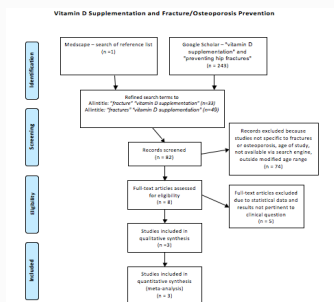 Vitamin D Supplementation and Fracture/Osteoporosis Prevention
Identification
Medscape – search of reference list
(n =1)
Google Scholar – "vitamin D
supplementation" and
"preventing hip fractures"
(n = 243)
Refined search terms to
Allintitle: "fracture" "vitamin D supplementation" (n=33)
Allintitle: "fractures" "vitamin D supplementation" (n=49)
Screening
Records screened
(n = 82)
Records excluded because
studies not specific to fractures
or osteoporosis, age of study,
not available via search engine,
outside modified age range
(n = 74)
Eligibility
Full-text articles assessed
for eligibility
(n = 8)
Full-text articles excluded
due to statistical data and
results not pertinent to
clinical question
(n = 5)
Studies included in
qualitative synthesis
(n =3)
Included
Studies included in
quantitative synthesis
(meta-analysis)
(n = 3)